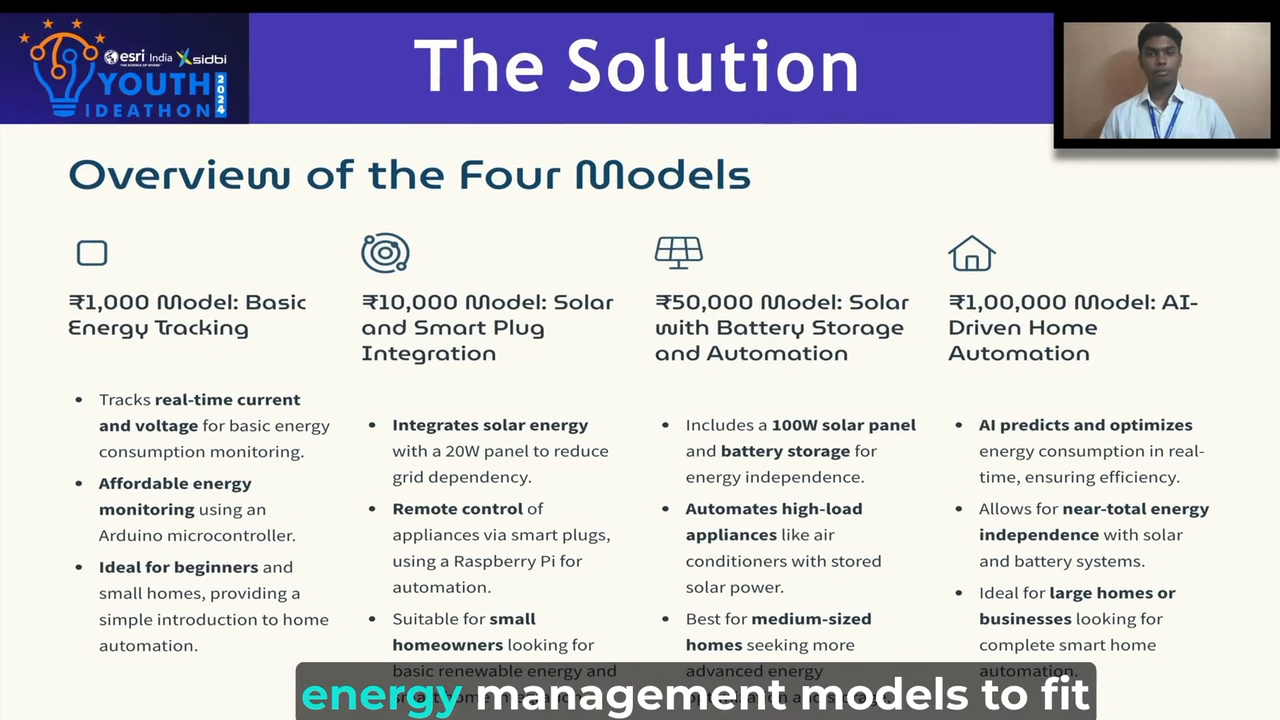 esri India
THE SCIENCE OF WHERE
sidbi
YOUTH
IDEATHON
2024
The Solution
Overview of the Four Models
₹1,000 Model: Basic
Energy Tracking
• Tracks real-time current
and voltage for basic energy
consumption monitoring.
• Affordable energy
monitoring using an
Arduino microcontroller.
• Ideal for beginners and
small homes, providing a
simple introduction to home
automation.
₹10,000 Model: Solar
and Smart Plug
Integration
• Integrates solar energy
with a 20W panel to reduce
grid dependency.
• Remote control of
appliances via smart plugs,
using a Raspberry Pi for
automation.
• Suitable for small
homeowners looking for
basic renewable energy and
₹50,000 Model: Solar
with Battery Storage
and Automation
• Includes a 100W solar panel
and battery storage for
energy independence.
• Automates high-load
appliances like air
conditioners with stored
solar power.
• Best for medium-sized
homes seeking more
advanced energy
₹1,00,000 Model: AI-
Driven Home
Automation
• AI predicts and optimizes
energy consumption in real-
time, ensuring efficiency.
• Allows for near-total energy
independence with solar
and battery systems.
• Ideal for large homes or
businesses looking for
complete smart home
automation.
energy management models to fit